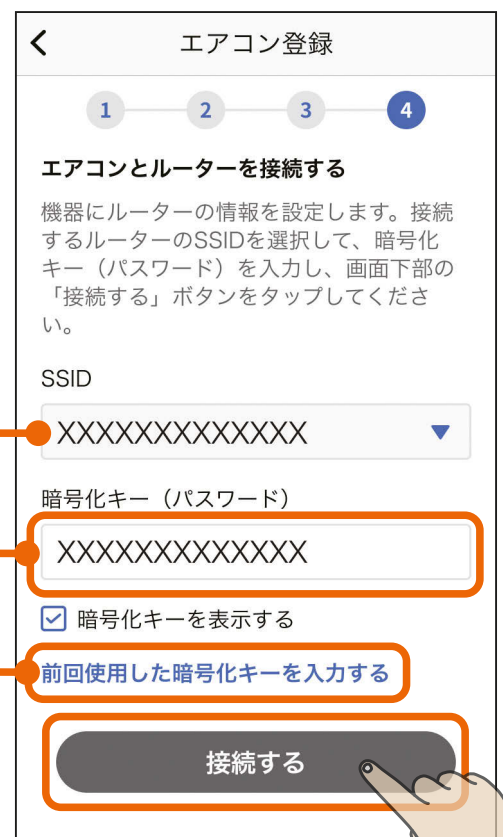 エアコン登録
1 2 3 4
エアコンとルーターを接続する
機器にルーターの情報を設定します。接続
するルーターのSSIDを選択して、暗号化
キー（パスワード）を入力し、画面下部の
「接続する」ボタンをタップしてくださ
い。
SSID
XXXXXXXXXXXXX
暗号化キー（パスワード）
XXXXXXXXXXXXX
暗号化キーを表示する
前回使用した暗号化キーを入力する
接続する